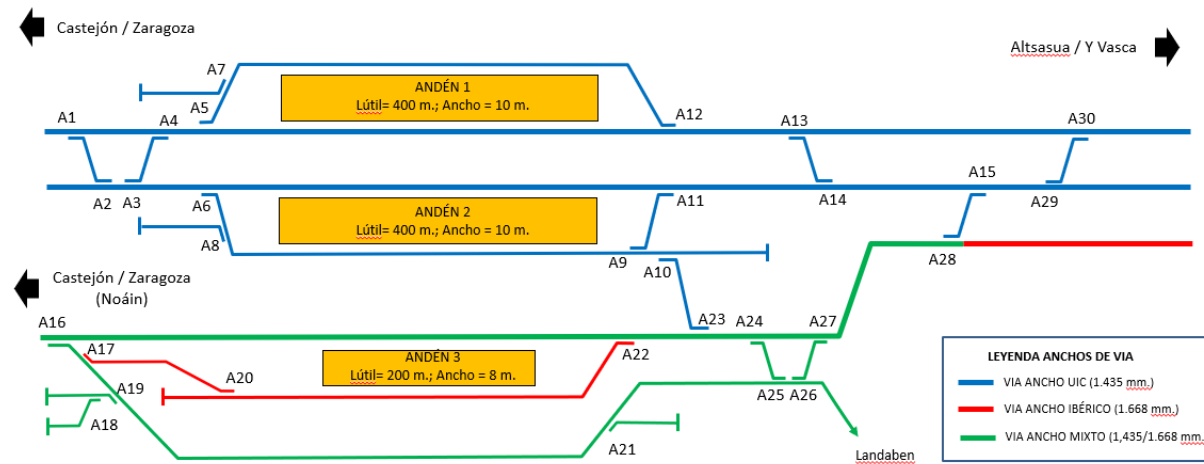 Castejón / Zaragoza
Altsasua / Y Vasca
A7
A5
ANDÉN 1
Lútil= 400 m.; Ancho = 10 m.
A12
A1
A4
A13
A30
A2
A3
A6
A11
A14
A15
A29
A8
ANDÉN 2
Lútil= 400 m.; Ancho = 10 m.
A9
A10
A28
Castejón / Zaragoza
(Noáin)
A16
A23
A24
A27
A17
A22
ANDÉN 3
Lútil= 200 m.; Ancho = 8 m.
A20
A19
A18
A25
A26
A21
Landaben
LEYENDA ANCHOS DE VIA
VIA ANCHO UIC (1.435 mm.)
VIA ANCHO IBÉRICO (1.668 mm.)
VIA ANCHO MIXTO (1,435/1.668 mm.